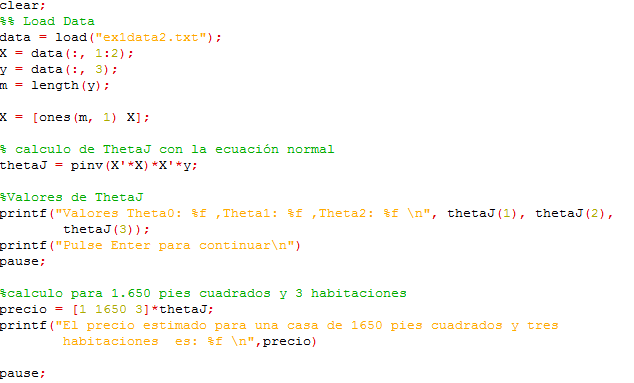 clear;
%% Load Data
data = load("ex1data2.txt");
X = data(:, 1:2);
y = data(:, 3);
m = length(y);
X = [ones(m, 1) X];
% calculo de ThetaJ con la ecuación normal
thetaJ = pinv(X'*X)*X'*y;
%Valores de ThetaJ
printf("Valores Theta0: %f ,Theta1: %f ,Theta2: %f \n", thetaJ(1), thetaJ(2),
thetaJ(3));
printf("Pulse Enter para continuar\n")
pause;
%calculo para 1.650 pies cuadrados y 3 habitaciones
precio = [1 1650 3]*thetaJ;
printf("El precio estimado para una casa de 1650 pies cuadrados y tres
habitaciones  es: %f \n",precio)
pause;